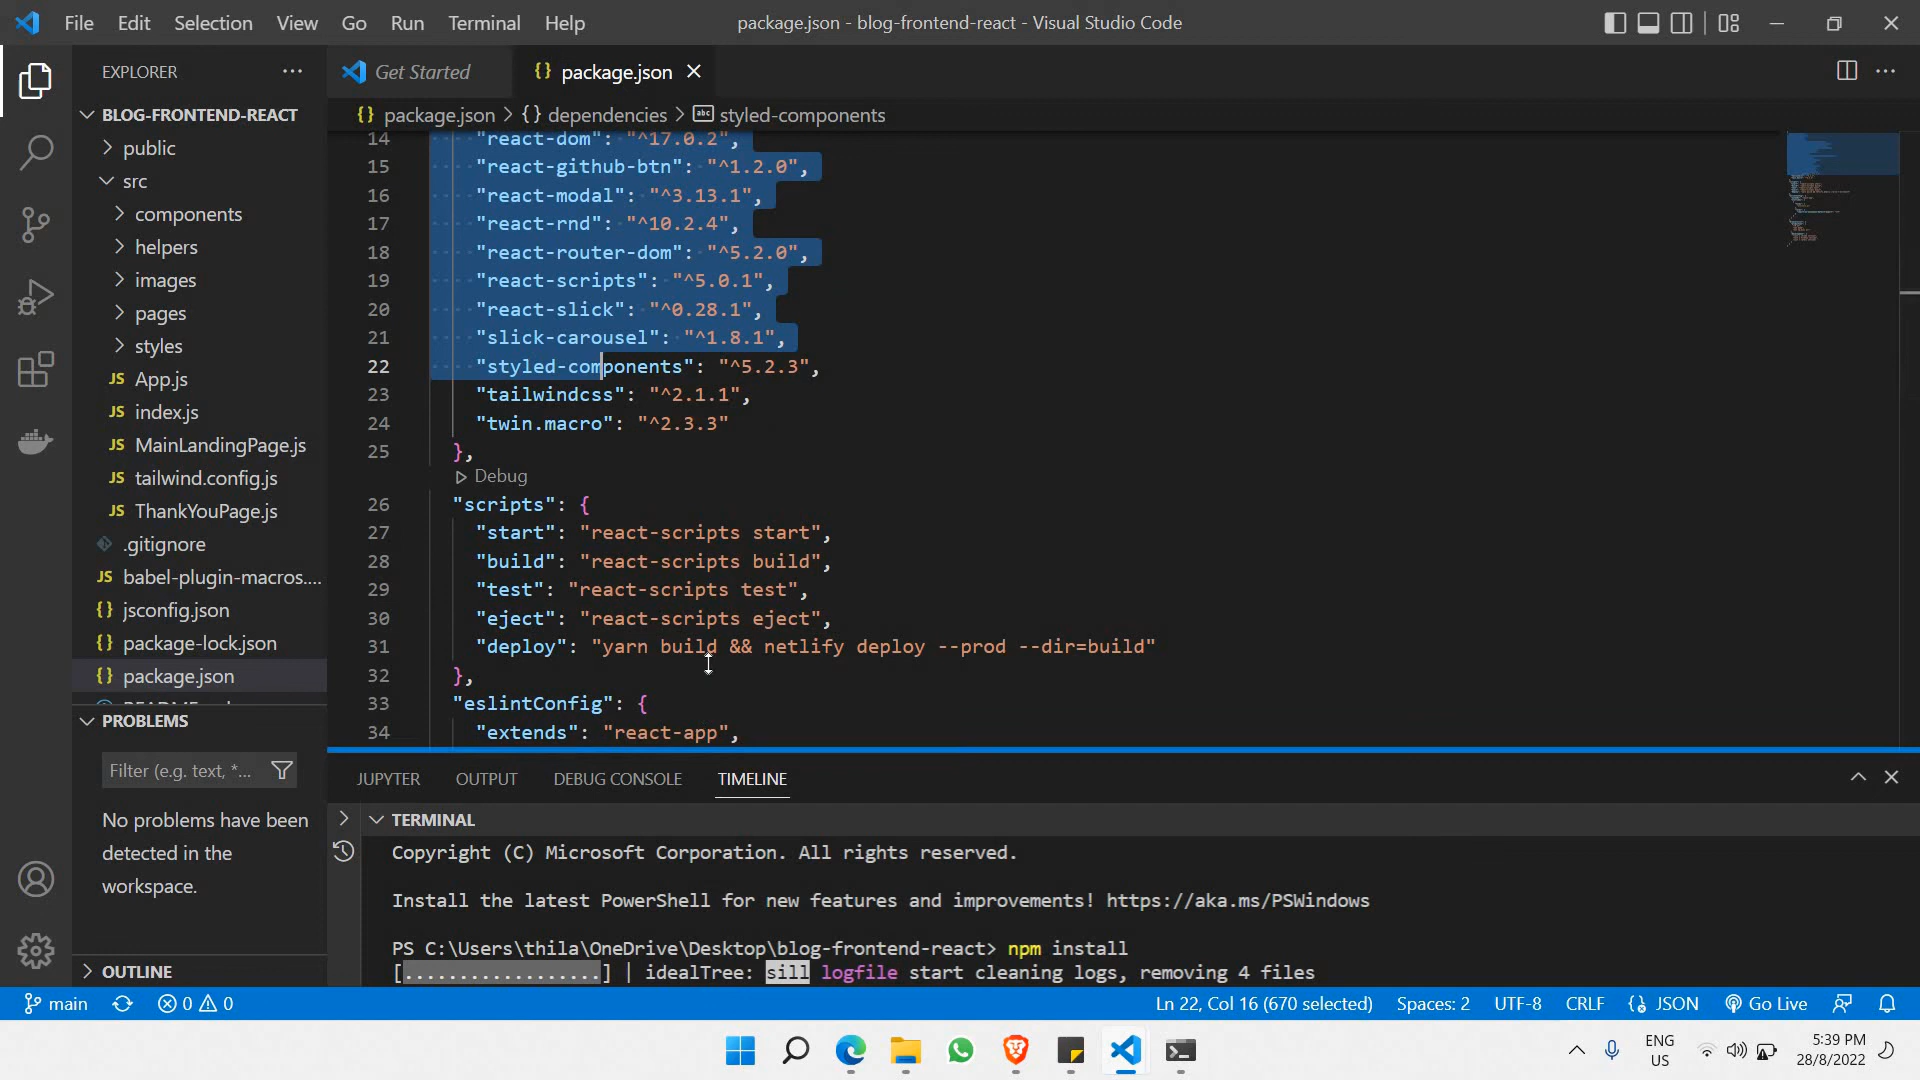 File Edit Selection View Go Run Terminal Help
package.json - blog-frontend-react - Visual Studio Code
EXPLORER
BLOG-FRONTEND-REACT
public
src
components
helpers
images
pages
styles
JS App.js
JS index.js
JS MainLandingPage.js
JS tailwind.config.js
JS ThankYouPage.js
.gitignore
JS babel-plugin-macros....
{} jsconfig.json
{} package-lock.json
{} package.json
PROBLEMS
Filter (e.g. text, *...
No problems have been
detected in the
workspace.
OUTLINE
Get Started
{} package.json
{} package.json > {} dependencies > abc styled-components
14 "react-dom": "^17.0.2",
15 "react-github-btn": "^1.2.0",
16 "react-modal": "^3.13.1",
17 "react-rnd": "^10.2.4",
18 "react-router-dom": "^5.2.0",
19 "react-scripts": "^5.0.1",
20 "react-slick": "^0.28.1",
21 "slick-carousel": "^1.8.1",
22 "styled-components": "^5.2.3",
23 "tailwindcss": "^2.1.1",
24 "twin.macro": "^2.3.3"
25 },
Debug
26 "scripts": {
27 "start": "react-scripts start",
28 "build": "react-scripts build",
29 "test": "react-scripts test",
30 "eject": "react-scripts eject",
31 "deploy": "yarn build && netlify deploy --prod --dir=build"
32 },
33 "eslintConfig": {
34 "extends": "react-app",
JUPYTER OUTPUT DEBUG CONSOLE TIMELINE
TERMINAL
Copyright (C) Microsoft Corporation. All rights reserved.
Install the latest PowerShell for new features and improvements! https://aka.ms/PSWindows
PS C:\Users\thila\OneDrive\Desktop\blog-frontend-react> npm install
[..................] | idealTree: sill logfile start cleaning logs, removing 4 files
main 0 0
Ln 22, Col 16 (670 selected) Spaces: 2 UTF-8 CRLF {} JSON Go Live
ENG
US
5:39 PM
28/8/2022